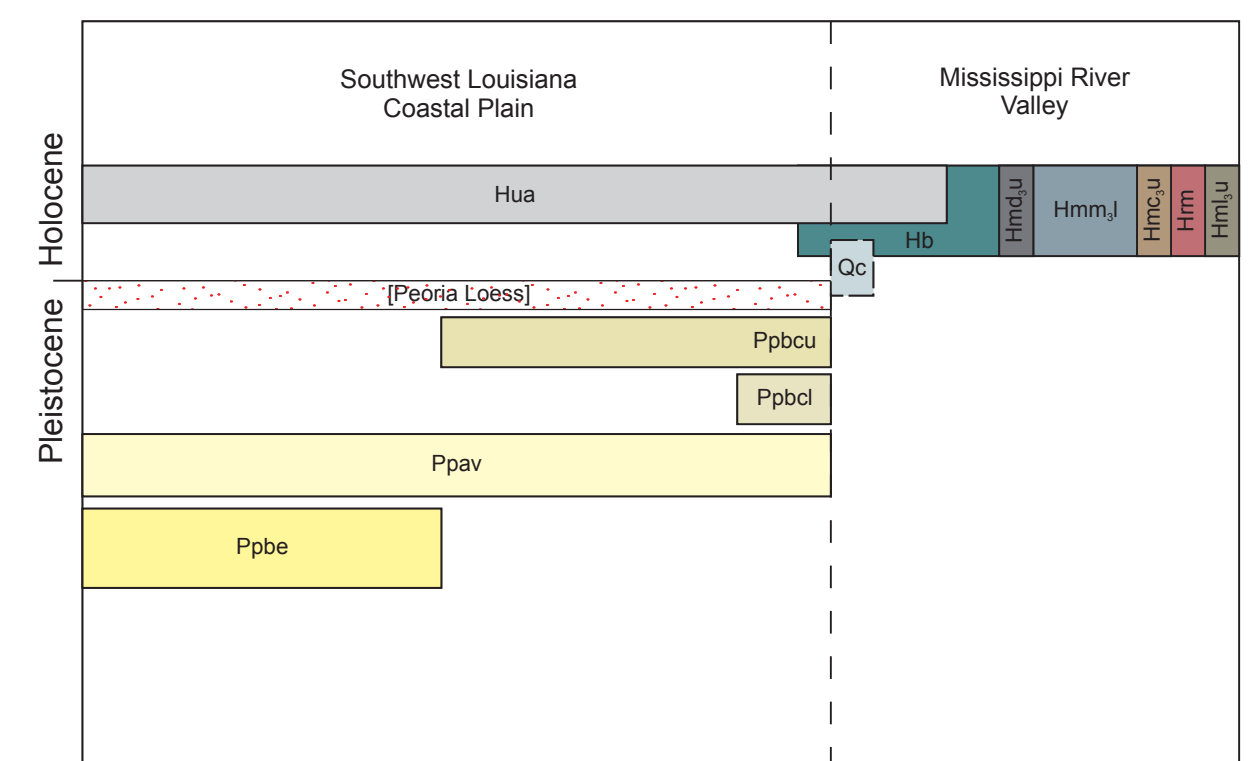 Southwest Louisiana
Coastal Plain
Mississippi River
Valley
Holocene
Pleistocene
Hua
Hb
Hmd₃u
Hmm₃l
Hmc₃u
Hrm
Hml₃u
Qc
[Peoria Loess]
Ppbcu
Ppbcl
Ppav
Ppbe